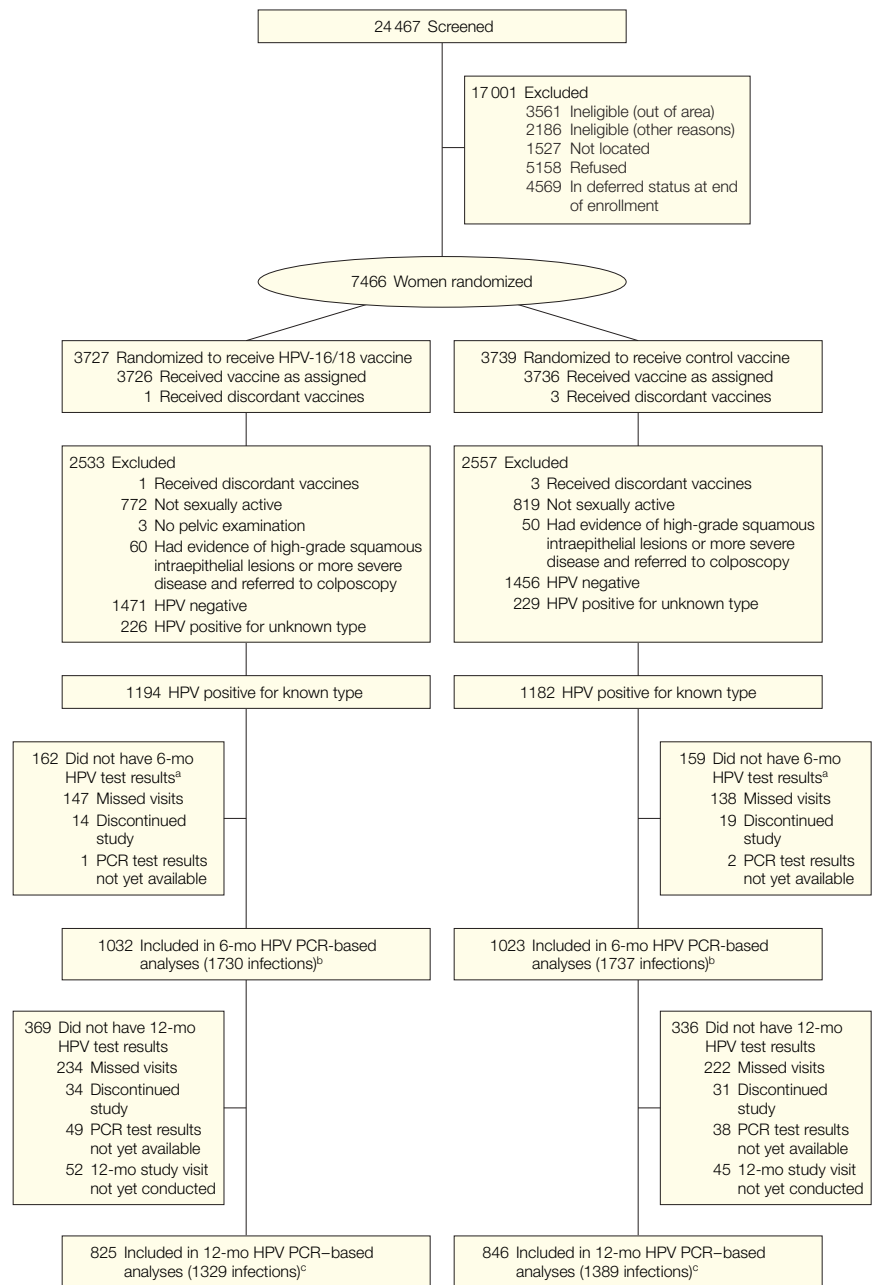 24 467 Screened
17 001 Excluded
3561 Ineligible (out of area)
2186 Ineligible (other reasons)
1527 Not located
5158 Refused
4569 In deferred status at end
of enrollment
7466 Women randomized
3727 Randomized to receive HPV-16/18 vaccine
3726 Received vaccine as assigned
1 Received discordant vaccines
3739 Randomized to receive control vaccine
3736 Received vaccine as assigned
3 Received discordant vaccines
2533 Excluded
1 Received discordant vaccines
772 Not sexually active
3 No pelvic examination
60 Had evidence of high-grade squamous
intraepithelial lesions or more severe
disease and referred to colposcopy
1471 HPV negative
226 HPV positive for unknown type
2557 Excluded
3 Received discordant vaccines
819 Not sexually active
50 Had evidence of high-grade squamous
intraepithelial lesions or more severe
disease and referred to colposcopy
1456 HPV negative
229 HPV positive for unknown type
1194 HPV positive for known type
1182 HPV positive for known type
162 Did not have 6-mo
HPV test resultsa
147 Missed visits
14 Discontinued
study
1 PCR test results
not yet available
159 Did not have 6-mo
HPV test resultsa
138 Missed visits
19 Discontinued
study
2 PCR test results
not yet available
1032 Included in 6-mo HPV PCR-based
analyses (1730 infections)b
1023 Included in 6-mo HPV PCR-based
analyses (1737 infections)b
369 Did not have 12-mo
HPV test results
234 Missed visits
34 Discontinued
study
49 PCR test results
not yet available
52 12-mo study visit
not yet conducted
336 Did not have 12-mo
HPV test results
222 Missed visits
31 Discontinued
study
38 PCR test results
not yet available
45 12-mo study visit
not yet conducted
825 Included in 12-mo HPV PCR–based
analyses (1329 infections)c
846 Included in 12-mo HPV PCR–based
analyses (1389 infections)c